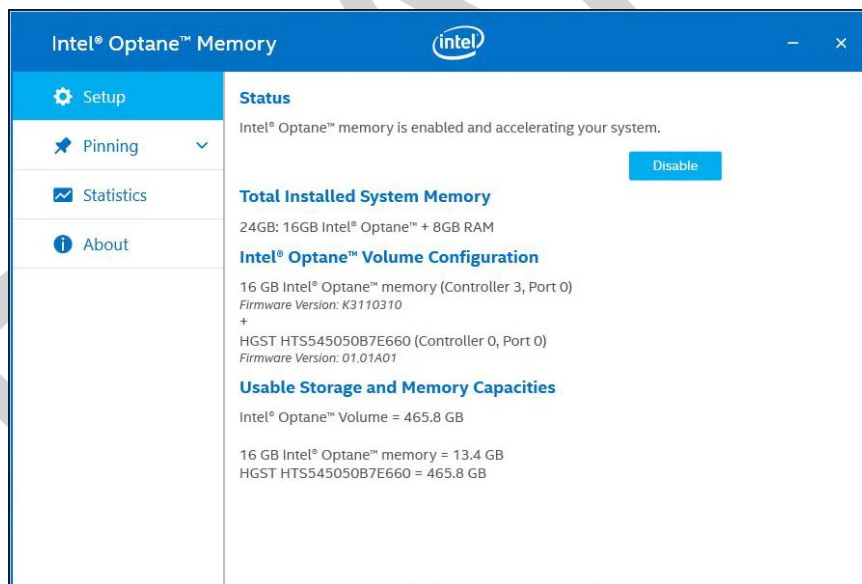 Intel® Optane™ Memory
intel
Setup
Pinning
Statistics
About
Status
Intel® Optane™ memory is enabled and accelerating your system.
Disable
Total Installed System Memory
24GB: 16GB Intel® Optane™ + 8GB RAM
Intel® Optane™ Volume Configuration
16 GB Intel® Optane™ memory (Controller 3, Port 0)
Firmware Version: K3110310
+
HGST HTS545050B7E660 (Controller 0, Port 0)
Firmware Version: 01.01A01
Usable Storage and Memory Capacities
Intel® Optane™ Volume = 465.8 GB
16 GB Intel® Optane™ memory = 13.4 GB
HGST HTS545050B7E660 = 465.8 GB